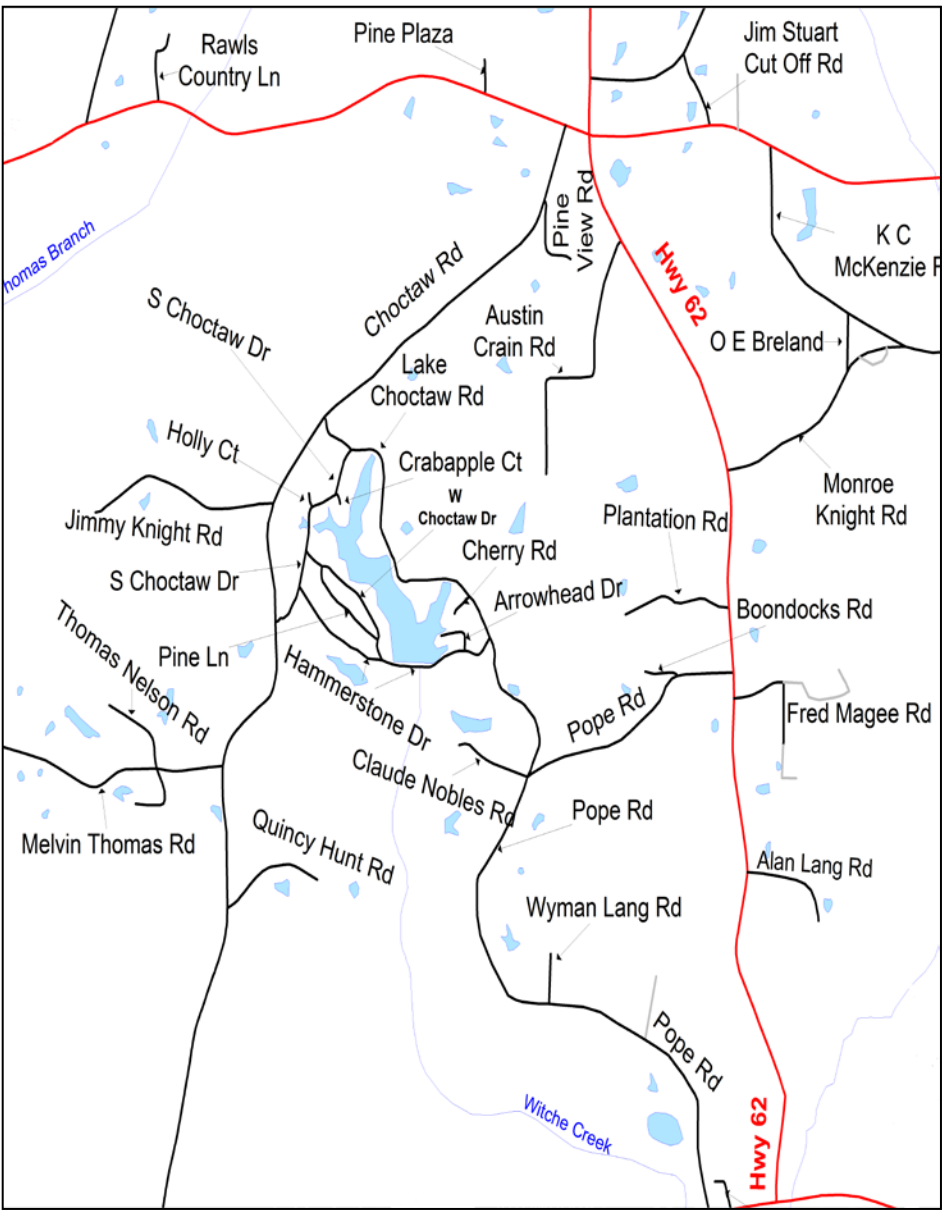 Rawls
Country Ln
Pine Plaza
Jim Stuart
Cut Off Rd
Thomas Branch
Pine
View Rd
K C
McKenzie R
Choctaw Rd
Hwy 62
S Choctaw Dr
Austin
Crain Rd
O E Breland
Lake
Choctaw Rd
Holly Ct
Crabapple Ct
W
Choctaw Dr
Monroe
Knight Rd
Jimmy Knight Rd
Plantation Rd
Cherry Rd
S Choctaw Dr
Arrowhead Dr
Boondocks Rd
Thomas Nelson Rd
Pine Ln
Hammerstone Dr
Pope Rd
Fred Magee Rd
Claude Nobles Rd
Melvin Thomas Rd
Quincy Hunt Rd
Pope Rd
Alan Lang Rd
Wyman Lang Rd
Pope Rd
Witche Creek
Hwy 62